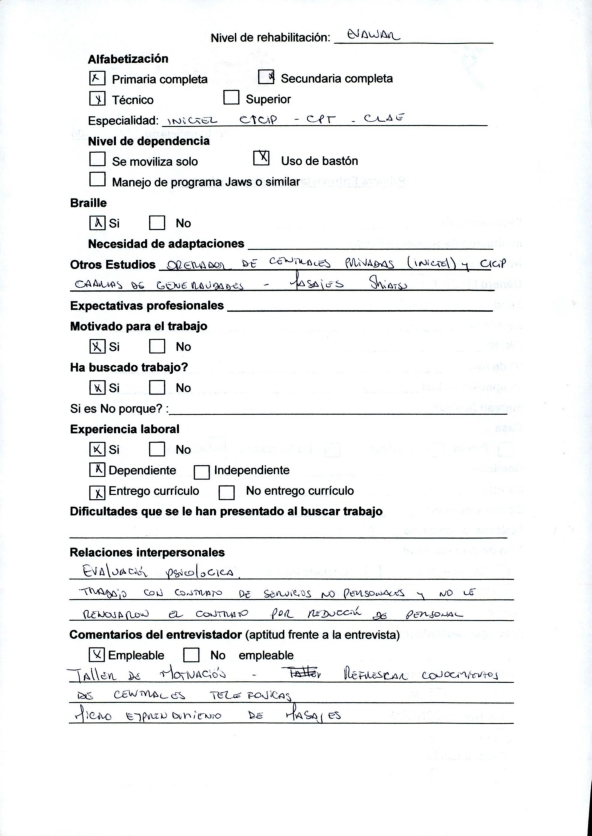 Nivel de rehabilitación: EVALUAR
Alfabetización
☒ Primaria completa ☒ Secundaria completa
☒ Técnico ☐ Superior
Especialidad: INICTEL CICIP - CPT - CLAE
Nivel de dependencia
☐ Se moviliza solo ☒ Uso de bastón
☐ Manejo de programa Jaws o similar
Braille
☒ Si ☐ No
Necesidad de adaptaciones
Otros Estudios OPERADOR DE CENTRALES PRIVADAS (INICTEL) y CICIP
CHARLAS DE GENERALIDADES - MASAJES Shiatsu
Expectativas profesionales
Motivado para el trabajo
☒ Si ☐ No
Ha buscado trabajo?
☒ Si ☐ No
Si es No porque? :
Experiencia laboral
☒ Si ☐ No
☒ Dependiente ☐ Independiente
☒ Entrego currículo ☐ No entrego currículo
Dificultades que se le han presentado al buscar trabajo
Relaciones interpersonales
EVAluACIÓN psicologica
TRABAJO CON CONTRATO DE SERVICIOS NO PERSONALES y NO LE
RENOVARON EL CONTRATO POR REDUCCIÓN DE PERSONAL
Comentarios del entrevistador (aptitud frente a la entrevista)
☒ Empleable ☐ No empleable
TALLER DE MOTIVACIÓN - REFRESCAR CONOCIMIENTOS
DE CENTRALES TELEFONICAS
MICRO EMPRENDIMIENTO DE MASAJES